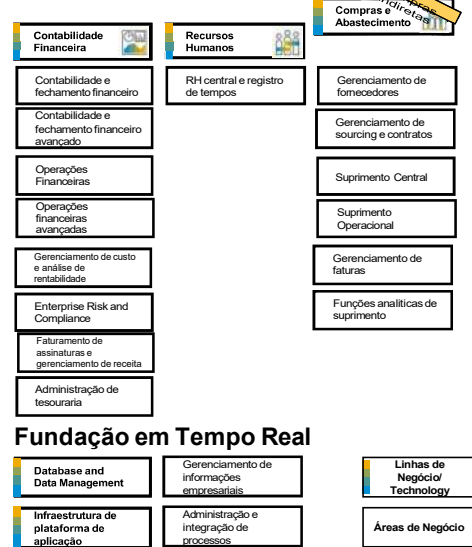 Contabilidade
Financeira
Contabilidade e
fechamento financeiro
Contabilidade e
fechamento financeiro
avançado
Operações
Financeiras
Operações
financeiras
avançadas
Gerenciamento de custo
e análise de
rentabilidade
Enterprise Risk and
Compliance
Faturamento de
assinaturas e
gerenciamento de receita
Administração de
tesouraria
Recursos
Humanos
RH central e registro
de tempos
Compras e
Abastecimento
Gerenciamento de
fornecedores
Gerenciamento de
sourcing e contratos
Suprimento Central
Suprimento
Operacional
Gerenciamento de
faturas
Funções analíticas de
suprimento
Fundação em Tempo Real
Database and
Data Management
Infraestrutura de
plataforma de
aplicação
Gerenciamento de
informações
empresariais
Administração e
integração de
processos
Linhas de
Negócio/
Technology
Áreas de Negócio